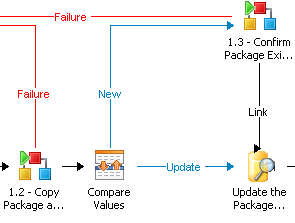 Failure
1.3 - Confirm
Package Exi...
Failure
New
Link
1.2 - Copy
Package a...
Compare
Values
Update
Update the
Package...